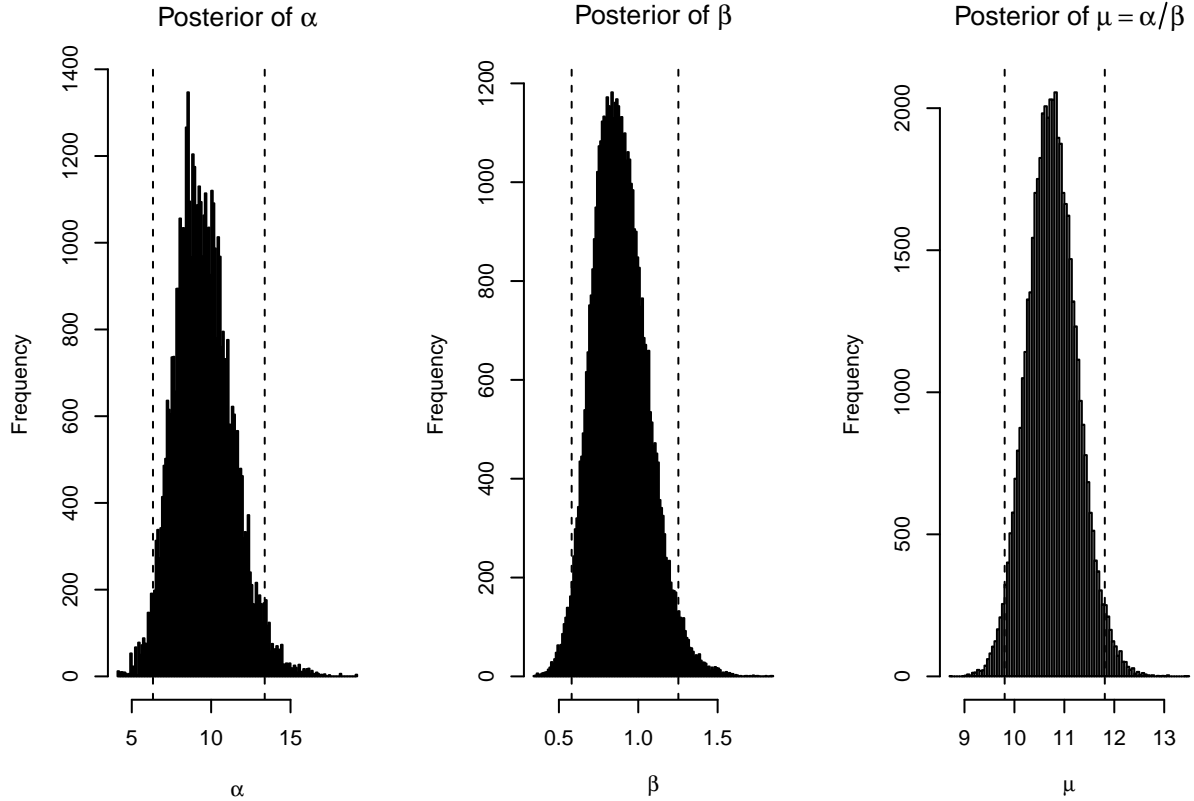 Posterior of α
Frequency
0 200 400 600 800 1000 1200 1400
5 10 15
α
Posterior of β
Frequency
0 200 400 600 800 1000 1200
0.5 1.0 1.5
β
Posterior of μ = α/β
Frequency
0 500 1000 1500 2000
9 10 11 12 13
μ